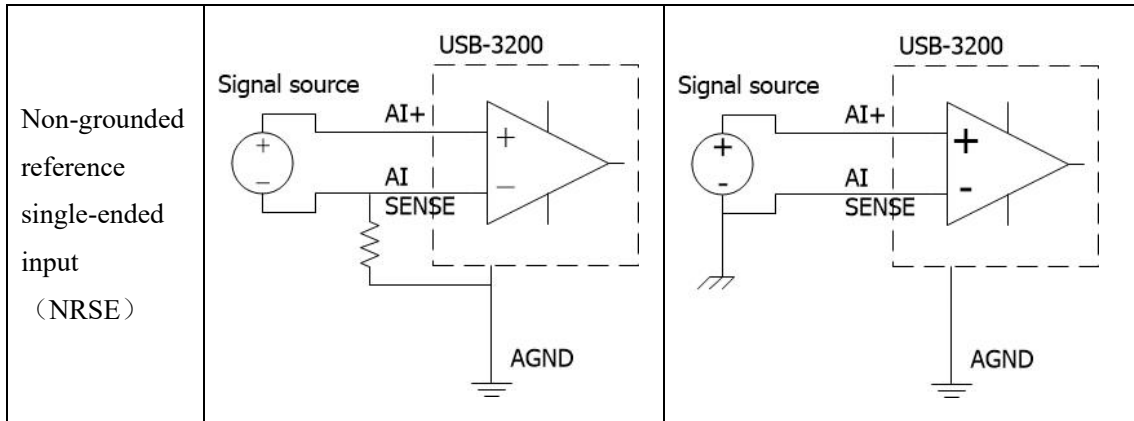 Non-grounded
reference
single-ended
input
（NRSE）
USB-3200
Signal source
AI+
+
+
−
−
AI
SENSE
AGND
USB-3200
Signal source
AI+
+
+
-
-
AI
SENSE
AGND